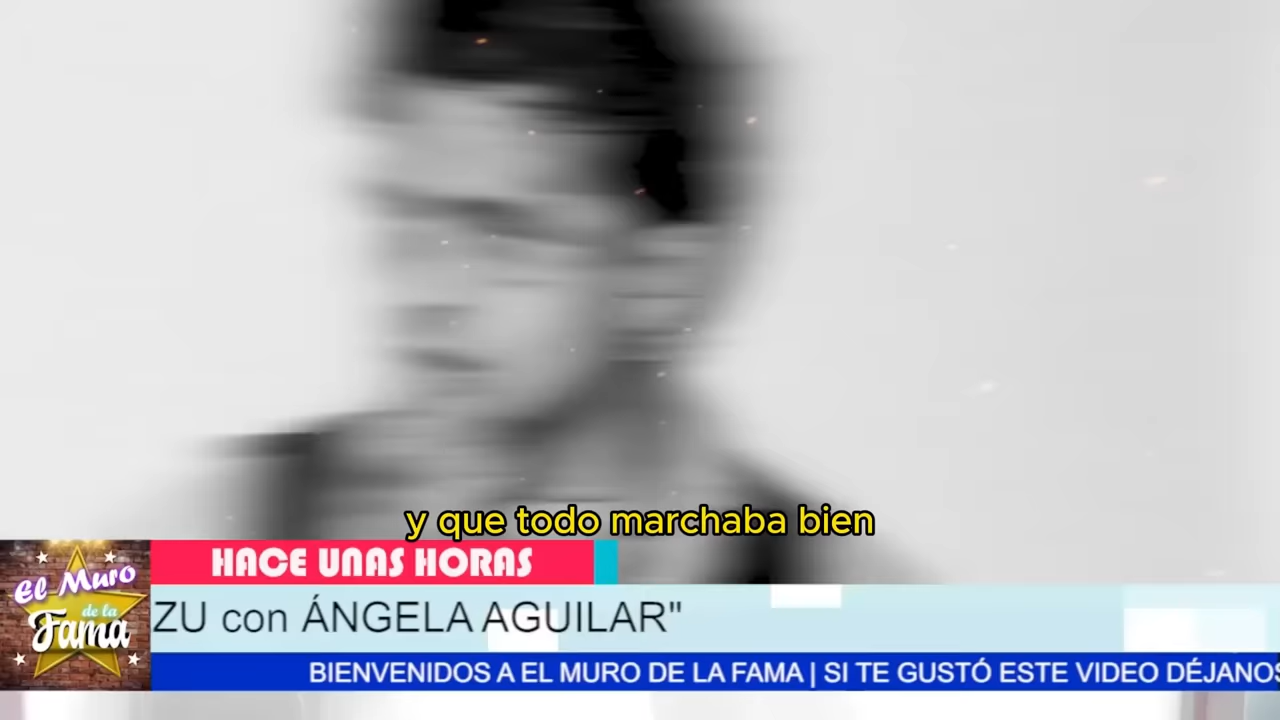 y que todo marchaba bien
HACE UNAS HORAS
El Muro
de la
Fama
ZU con ÁNGELA AGUILAR"
BIENVENIDOS A EL MURO DE LA FAMA | SI TE GUSTÓ ESTE VIDEO DÉJANOS